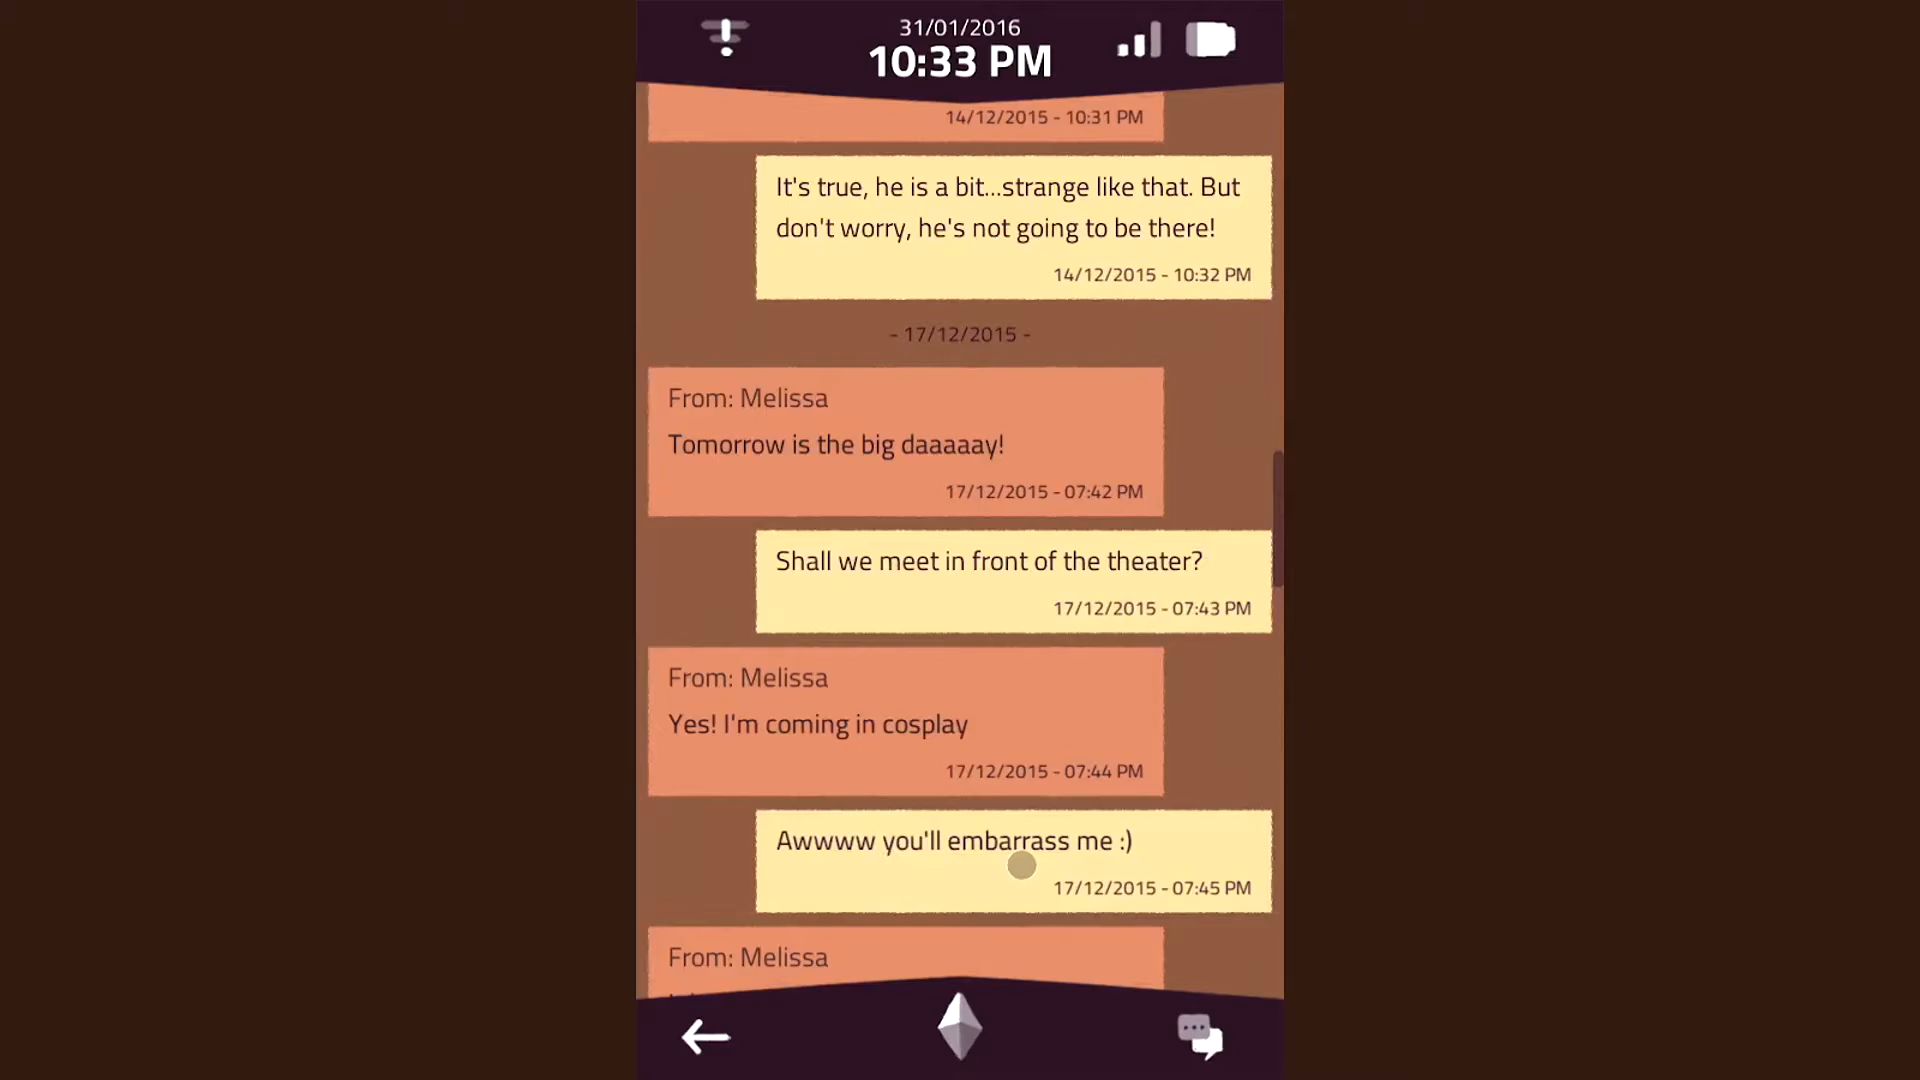 31/01/2016
10:33 PM
14/12/2015 - 10:31 PM
It's true, he is a bit...strange like that. But
don't worry, he's not going to be there!
14/12/2015 - 10:32 PM
- 17/12/2015 -
From: Melissa
Tomorrow is the big daaaaay!
17/12/2015 - 07:42 PM
Shall we meet in front of the theater?
17/12/2015 - 07:43 PM
From: Melissa
Yes! I'm coming in cosplay
17/12/2015 - 07:44 PM
Awwww you'll embarrass me :)
17/12/2015 - 07:45 PM
From: Melissa